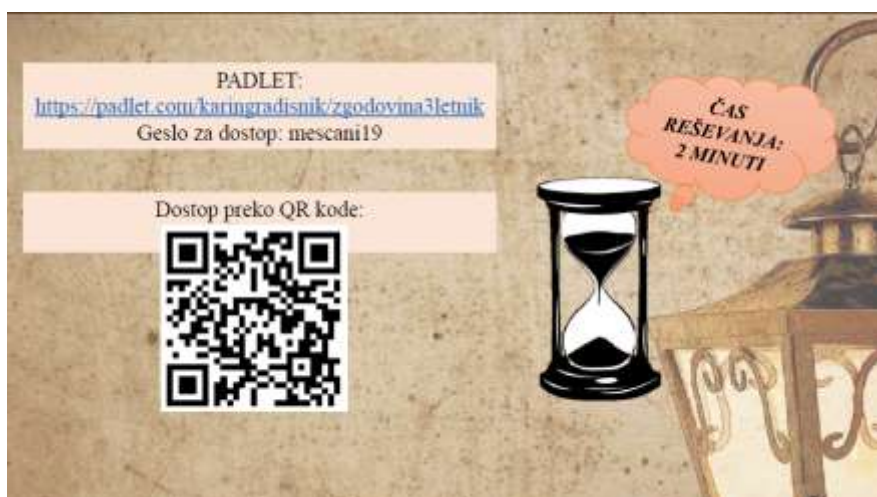 PADLET:
https://padlet.com/karingradisnik/zgodovina3letnik
Geslo za dostop: mescani19
Dostop preko QR kode:
ČAS
REŠEVANJA:
2 MINUTI